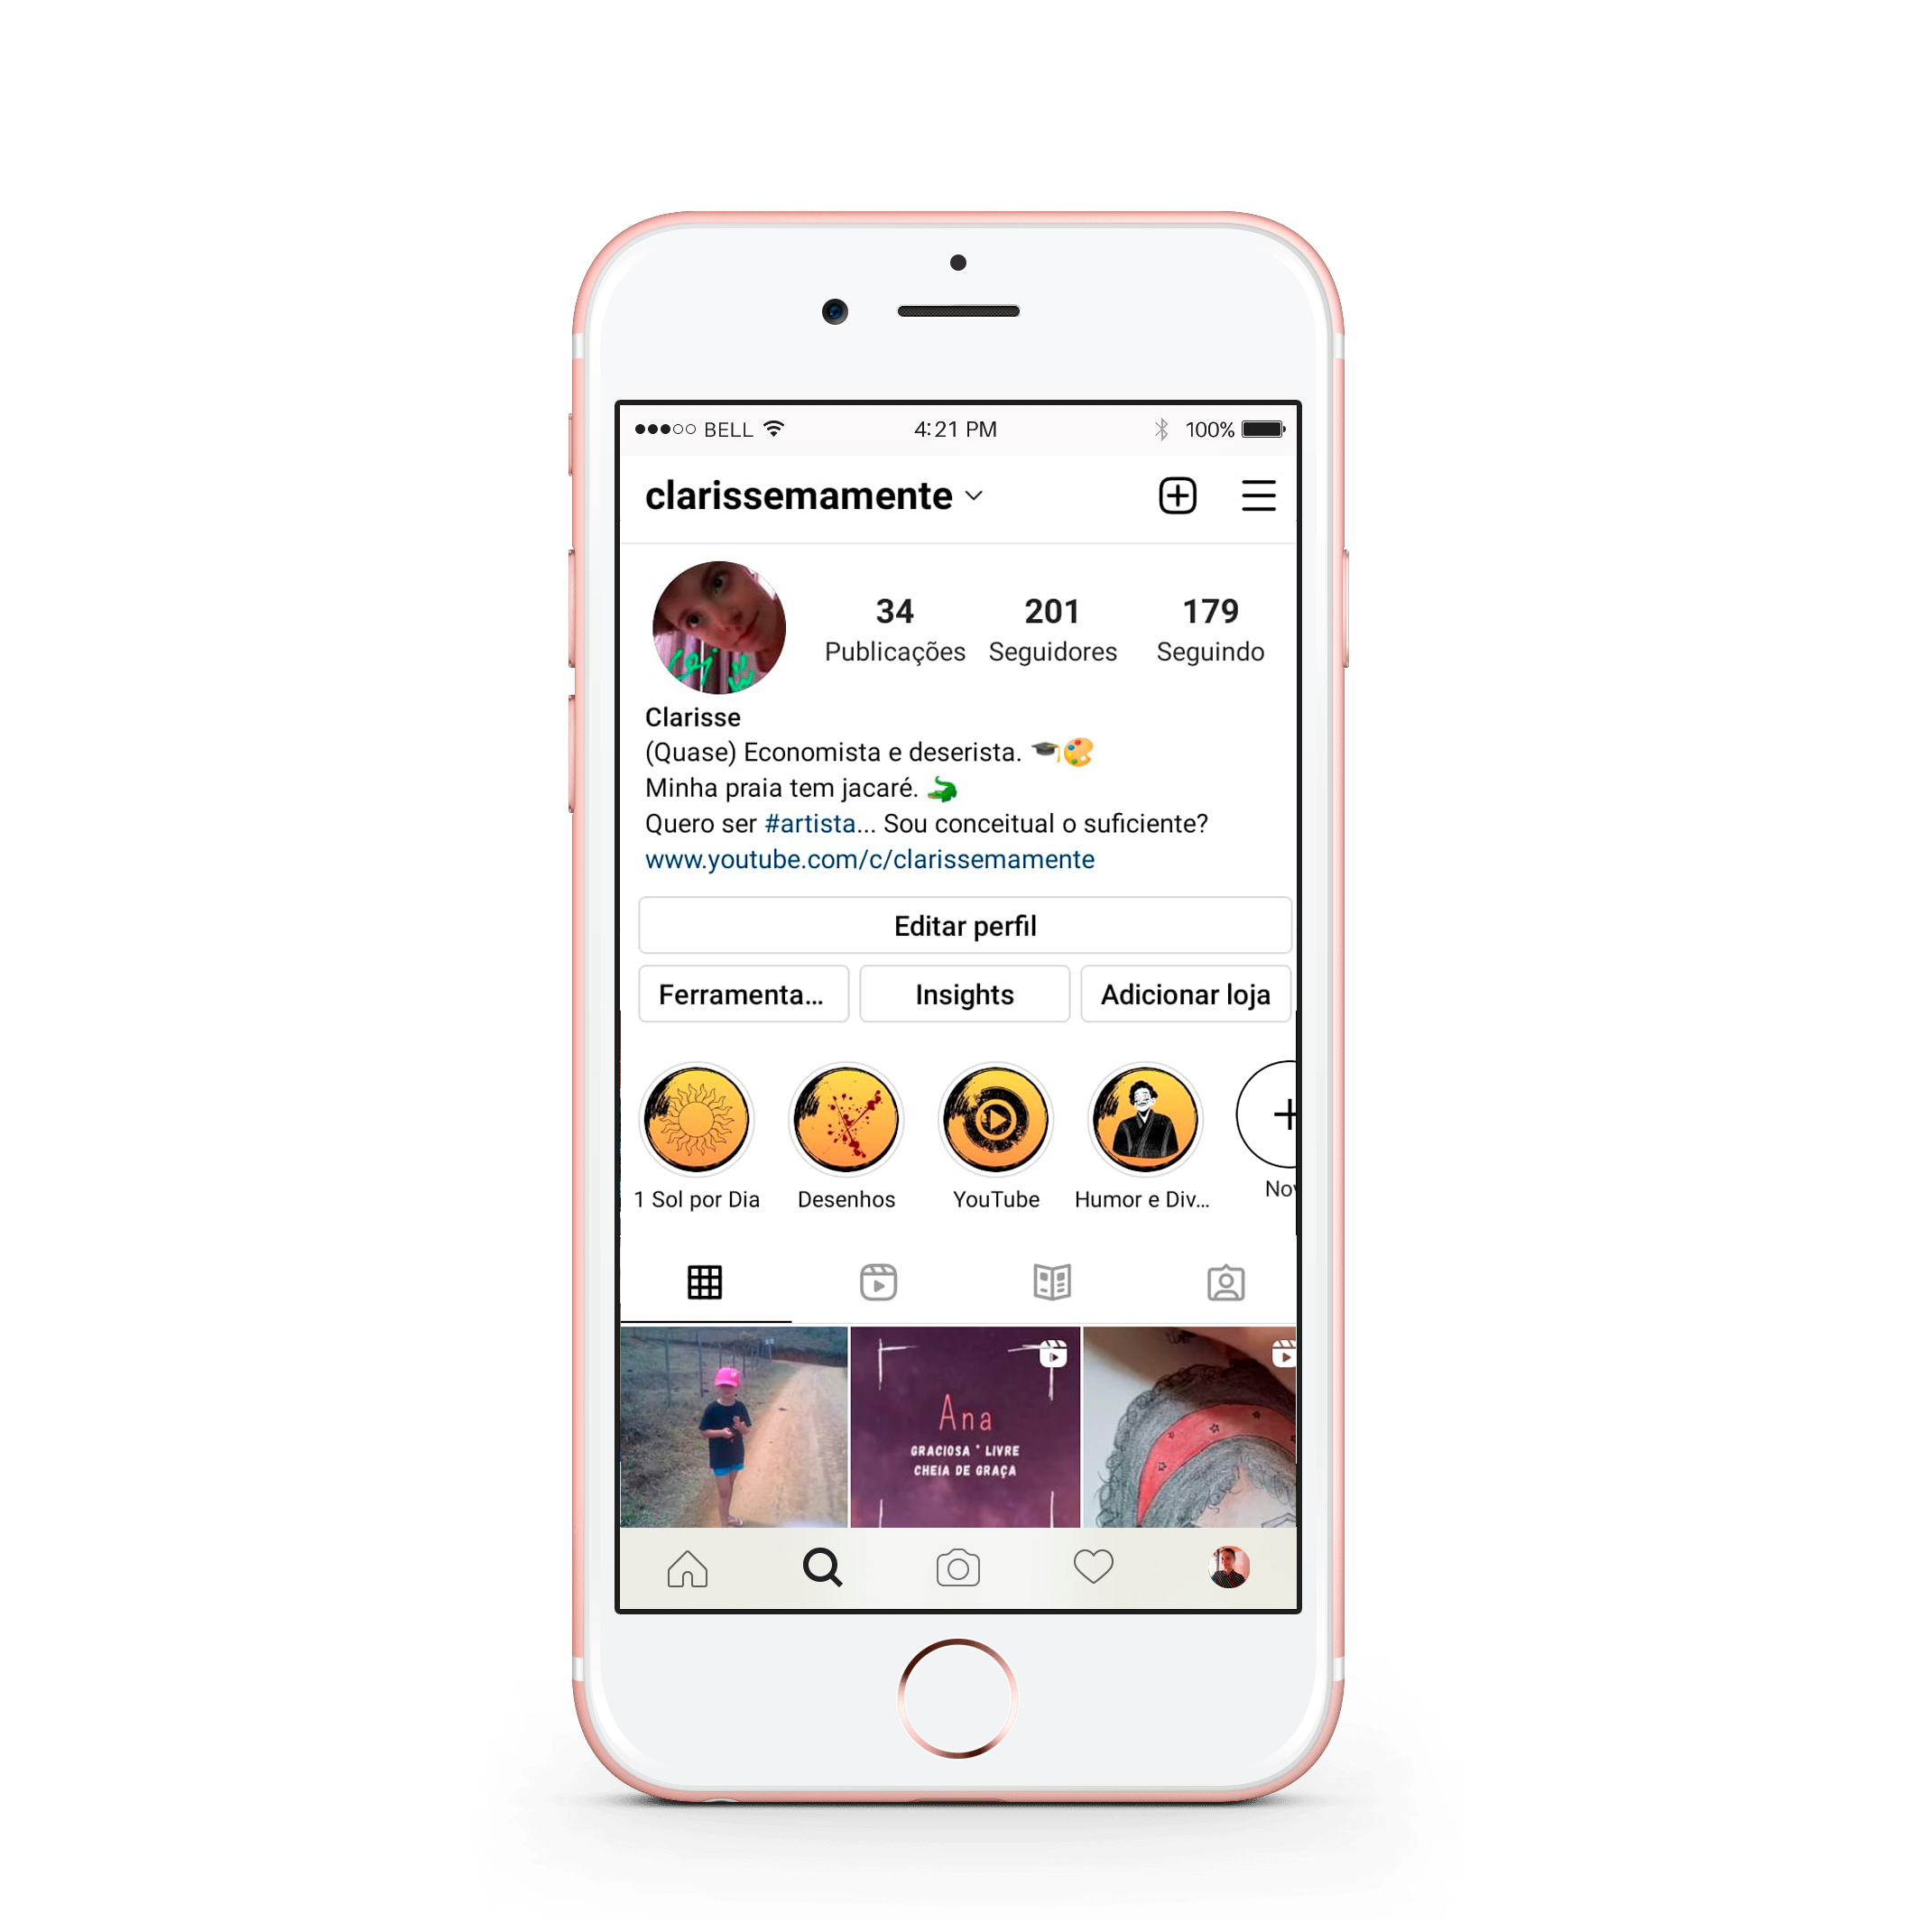 BELL 4:21 PM 100%
clarissemamente
34 201 179
Publicações Seguidores Seguindo
Clarisse
(Quase) Economista e deserista. 🎓🎨
Minha praia tem jacaré. 🐊
Quero ser #artista... Sou conceitual o suficiente?
www.youtube.com/c/clarissemamente
Editar perfil
Ferramenta... Insights Adicionar loja
1 Sol por Dia Desenhos YouTube Humor e Div... Nov
Ana
GRACIOSA * LIVRE
CHEIA DE GRAÇA